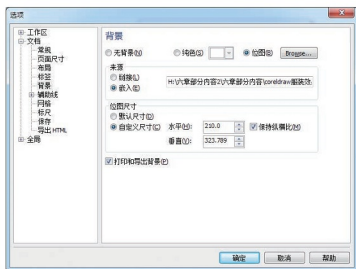 选项
工作区
文档
常规
页面尺寸
布局
标签
背景
辅助线
网格
标尺
保存
导出 HTML
全局
背景
无背景(N) 纯色(S) 位图(B) Browse...
来源
链接(L)
嵌入(E) H:\六章部分内容2\六章部分内容\coreldraw服装效
位图尺寸
默认尺寸(D)
自定义尺寸(C) 水平(H): 210.0 保持纵横比(M)
垂直(V): 323.789
打印和导出背景(P)
确定 取消 帮助